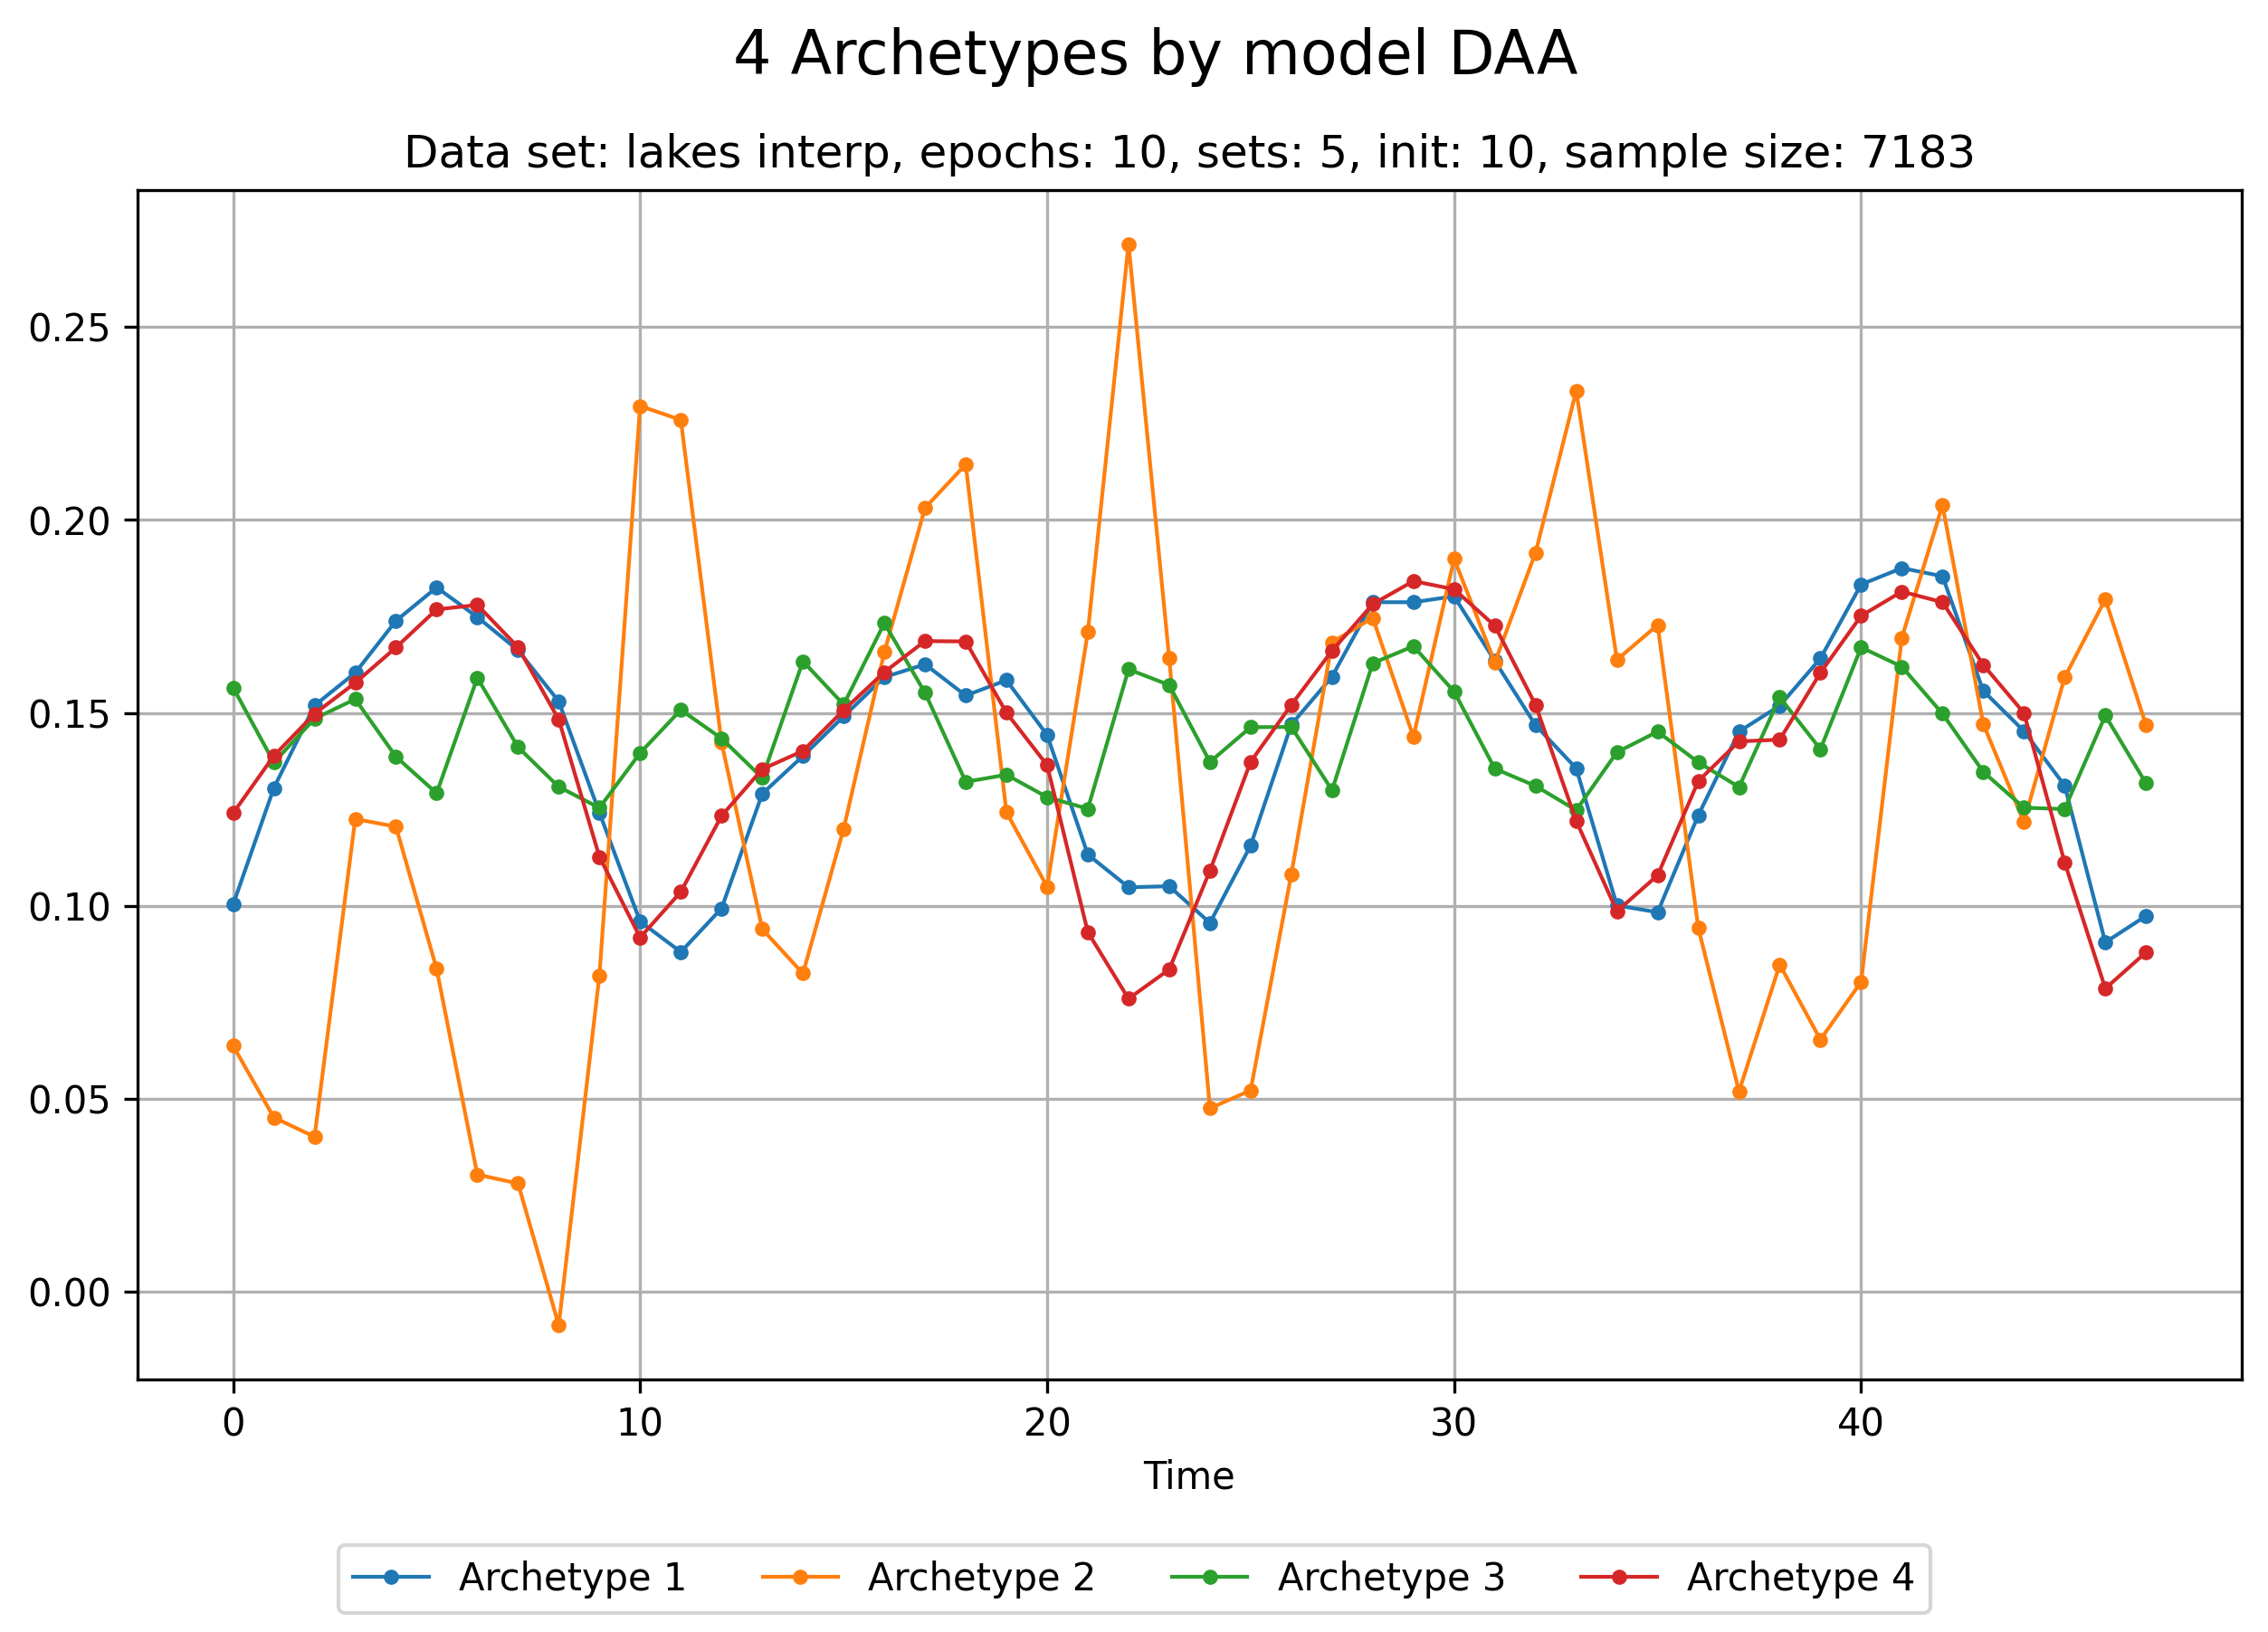 4 Archetypes by model DAA
Data set: lakes interp, epochs: 10, sets: 5, init: 10, sample size: 7183
0.25
0.20
0.15
0.10
0.05
0.00
0 10 20 30 40
Time
Archetype 1 Archetype 2 Archetype 3 Archetype 4